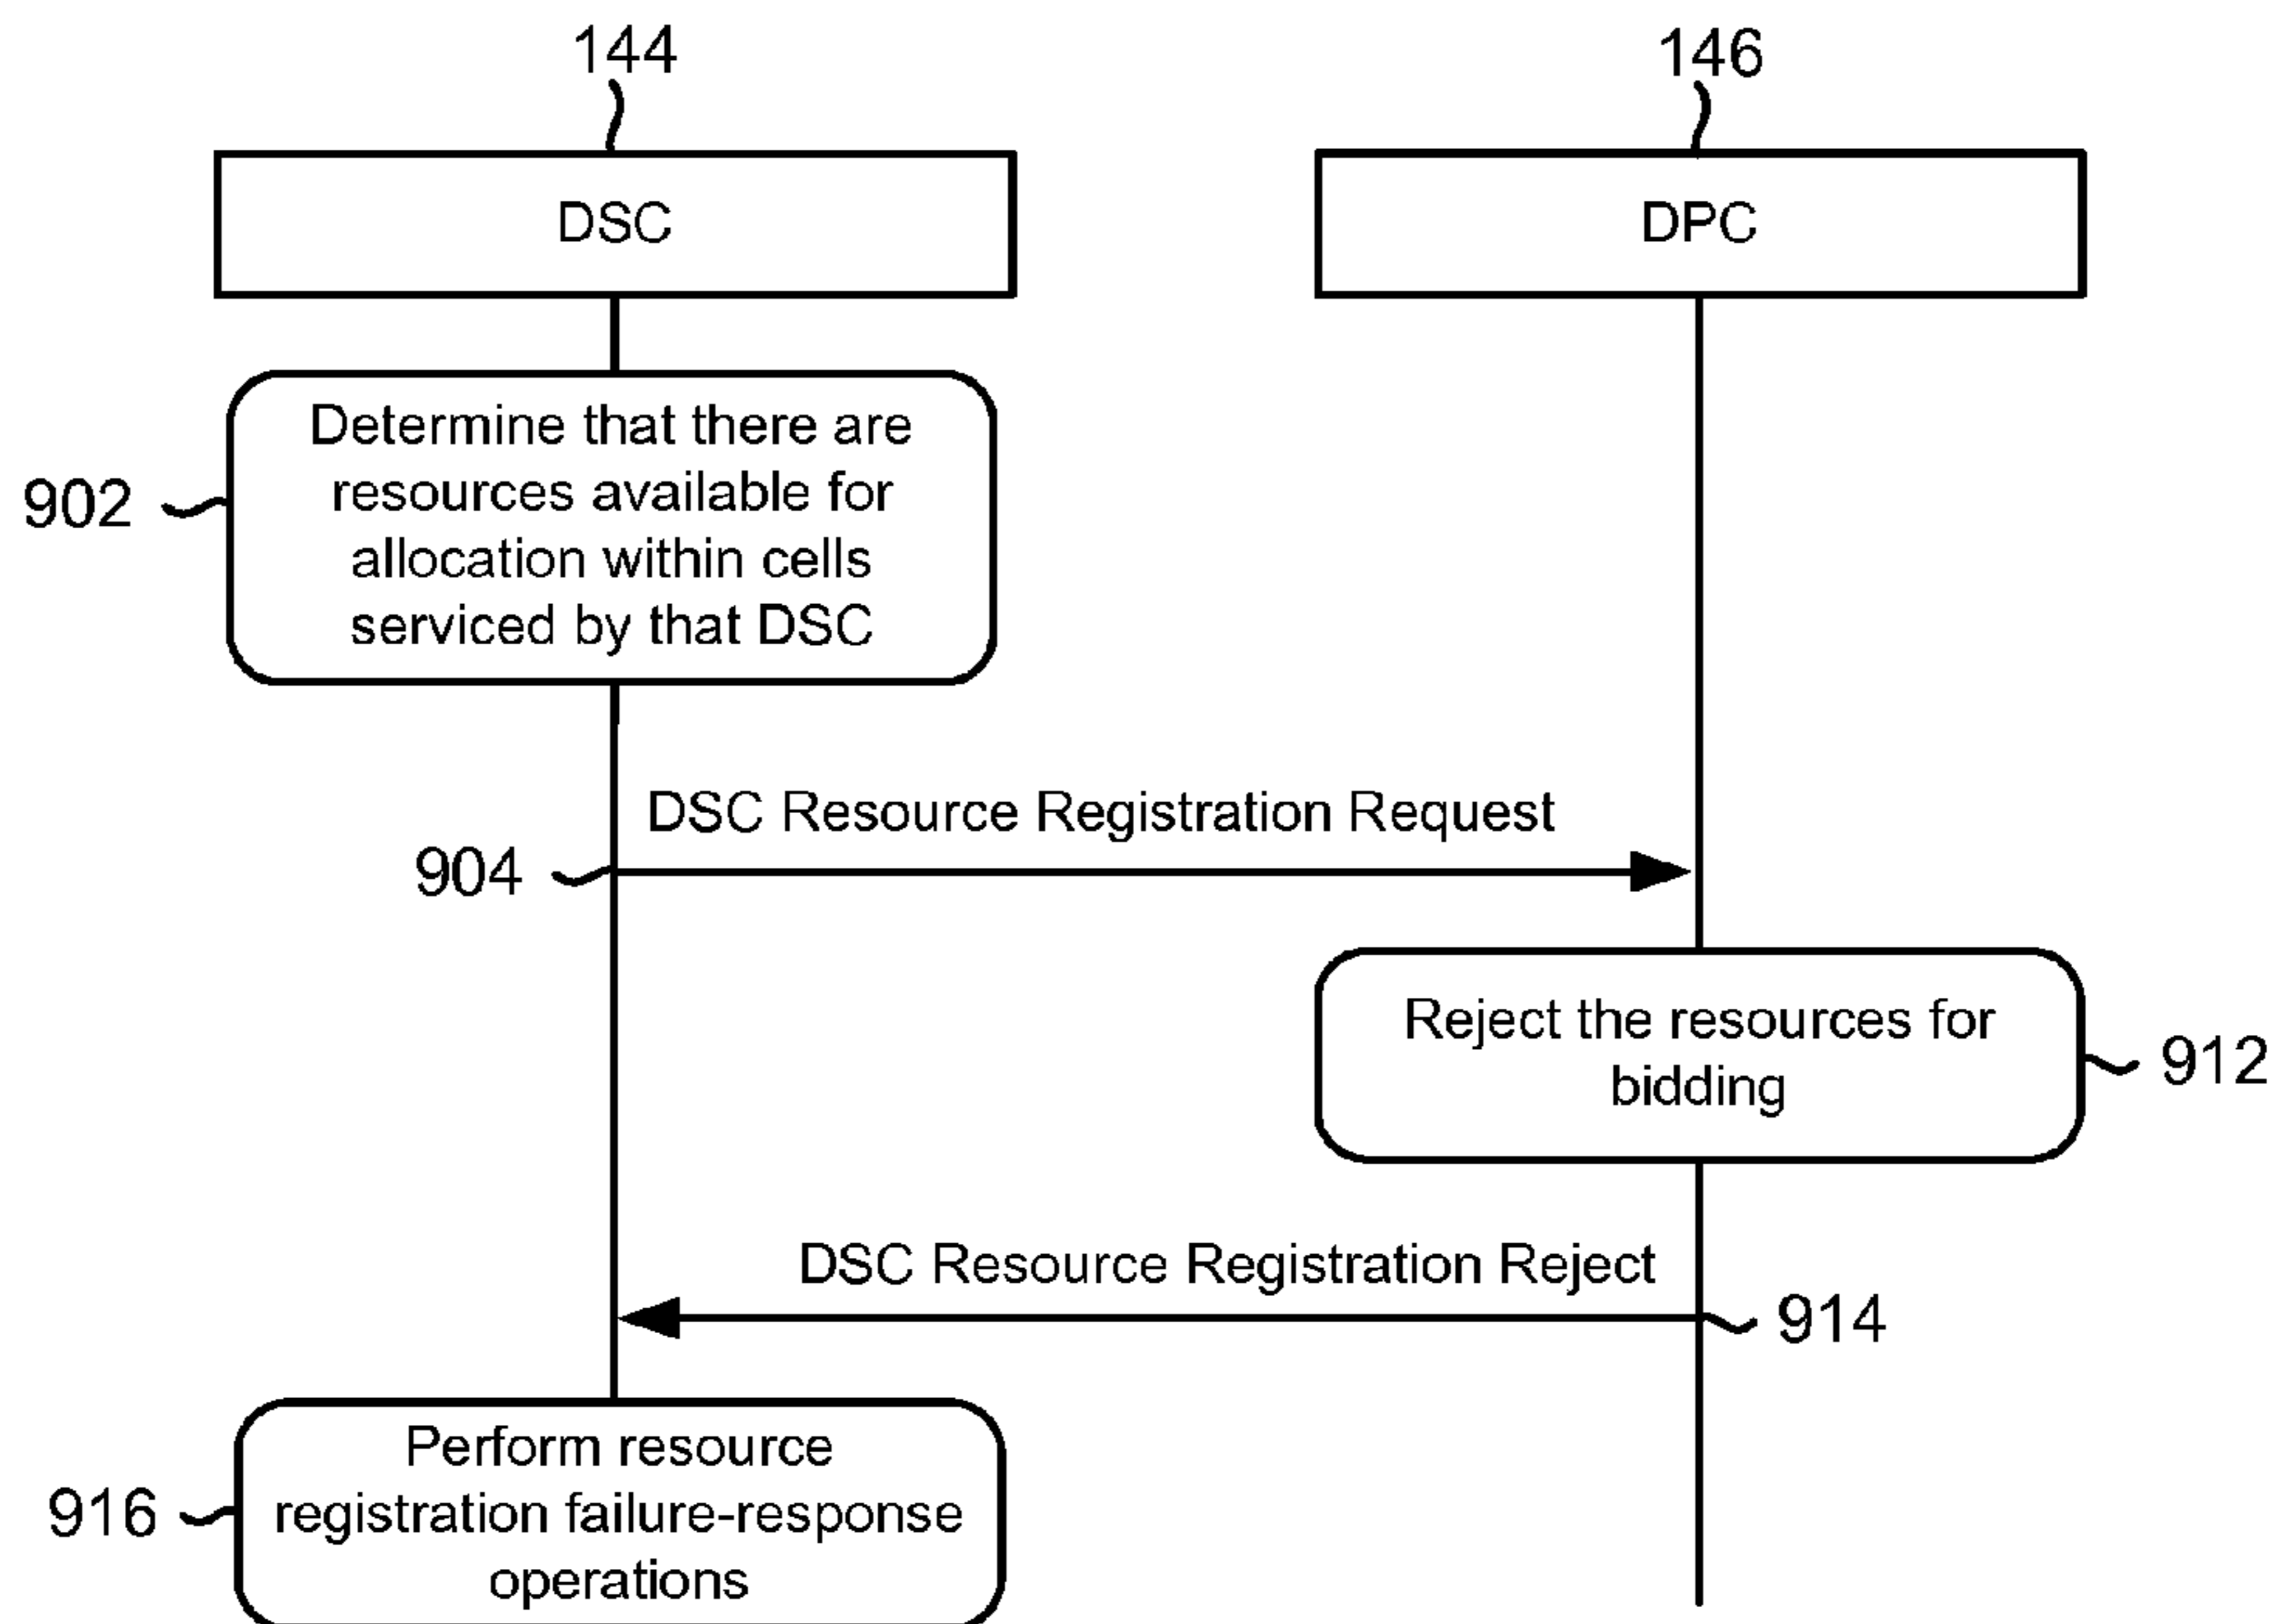 144
146
DSC
DPC
Determine that there are
resources available for
allocation within cells
serviced by that DSC
902
DSC Resource Registration Request
904
Reject the resources for
bidding
912
DSC Resource Registration Reject
914
Perform resource
registration failure-response
operations
916